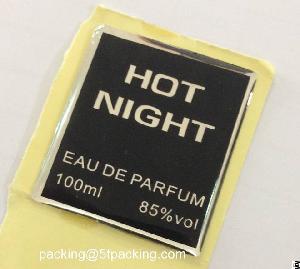 HOT
NIGHT
EAU DE PARFUM
100ml 85%vol
packing@5tpacking.com